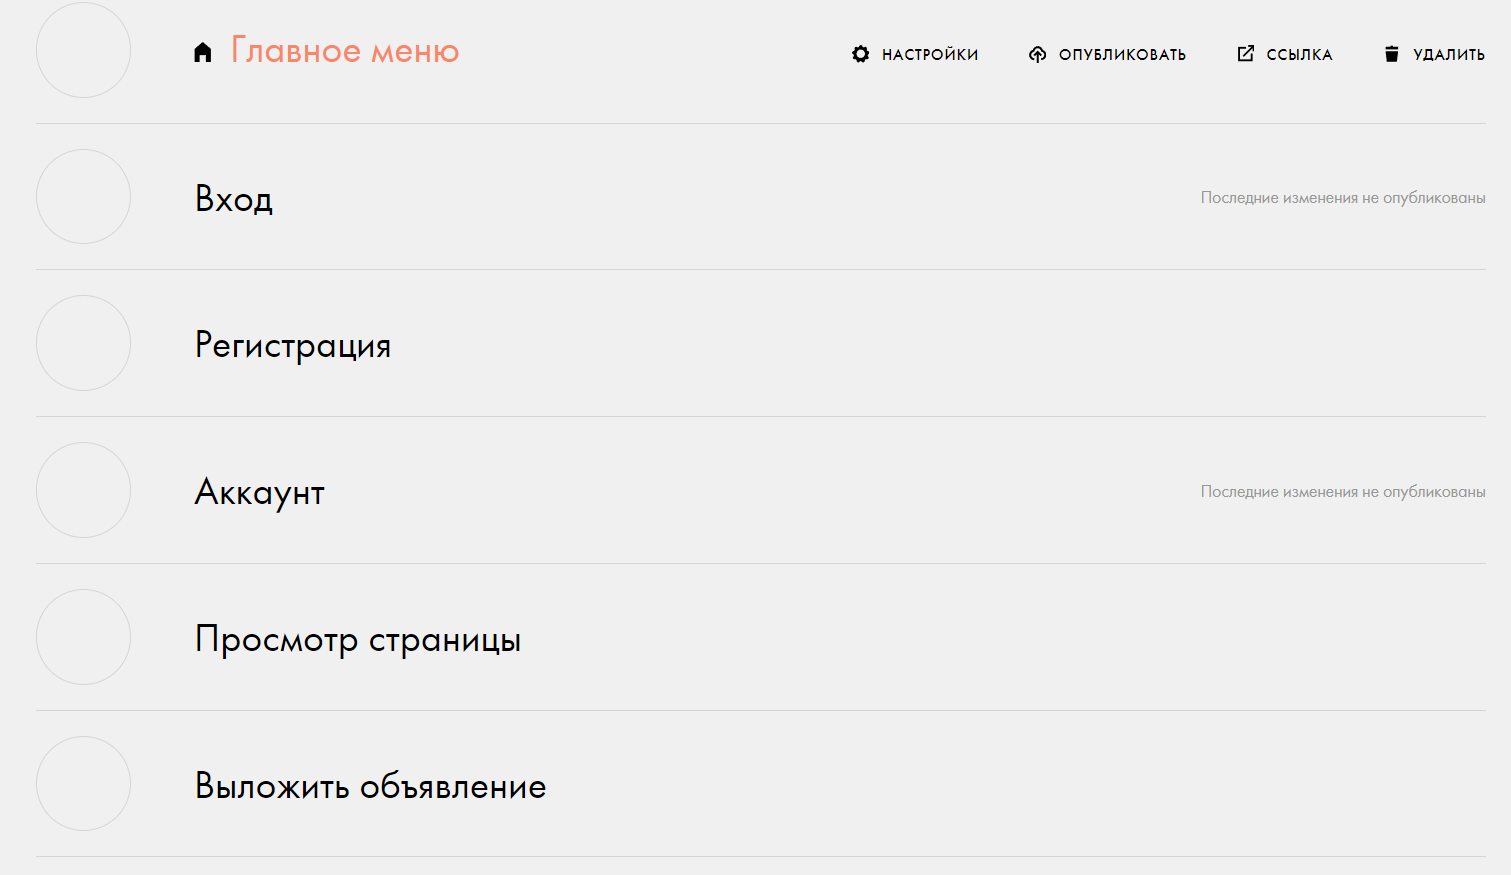 Главное меню НАСТРОЙКИ ОПУБЛИКОВАТЬ ССЫЛКА УДАЛИТЬ
Вход Последние изменения не опубликованы
Регистрация
Аккаунт Последние изменения не опубликованы
Просмотр страницы
Выложить объявление